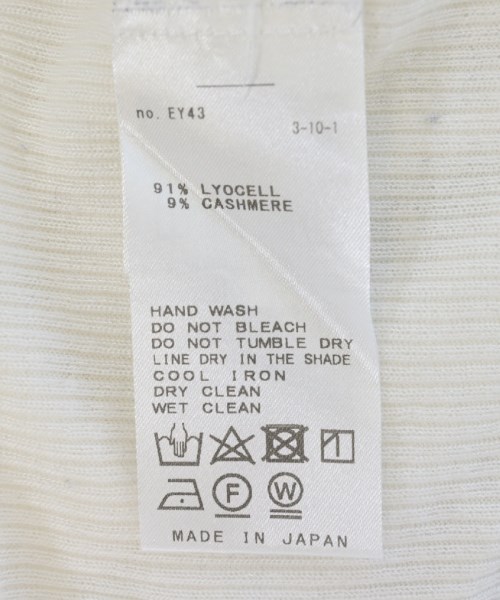 no. EY43
3-10-1
91% LYOCELL
9% CASHMERE
HAND WASH
DO NOT BLEACH
DO NOT TUMBLE DRY
LINE DRY IN THE SHADE
COOL IRON
DRY CLEAN
WET CLEAN
F W
MADE IN JAPAN